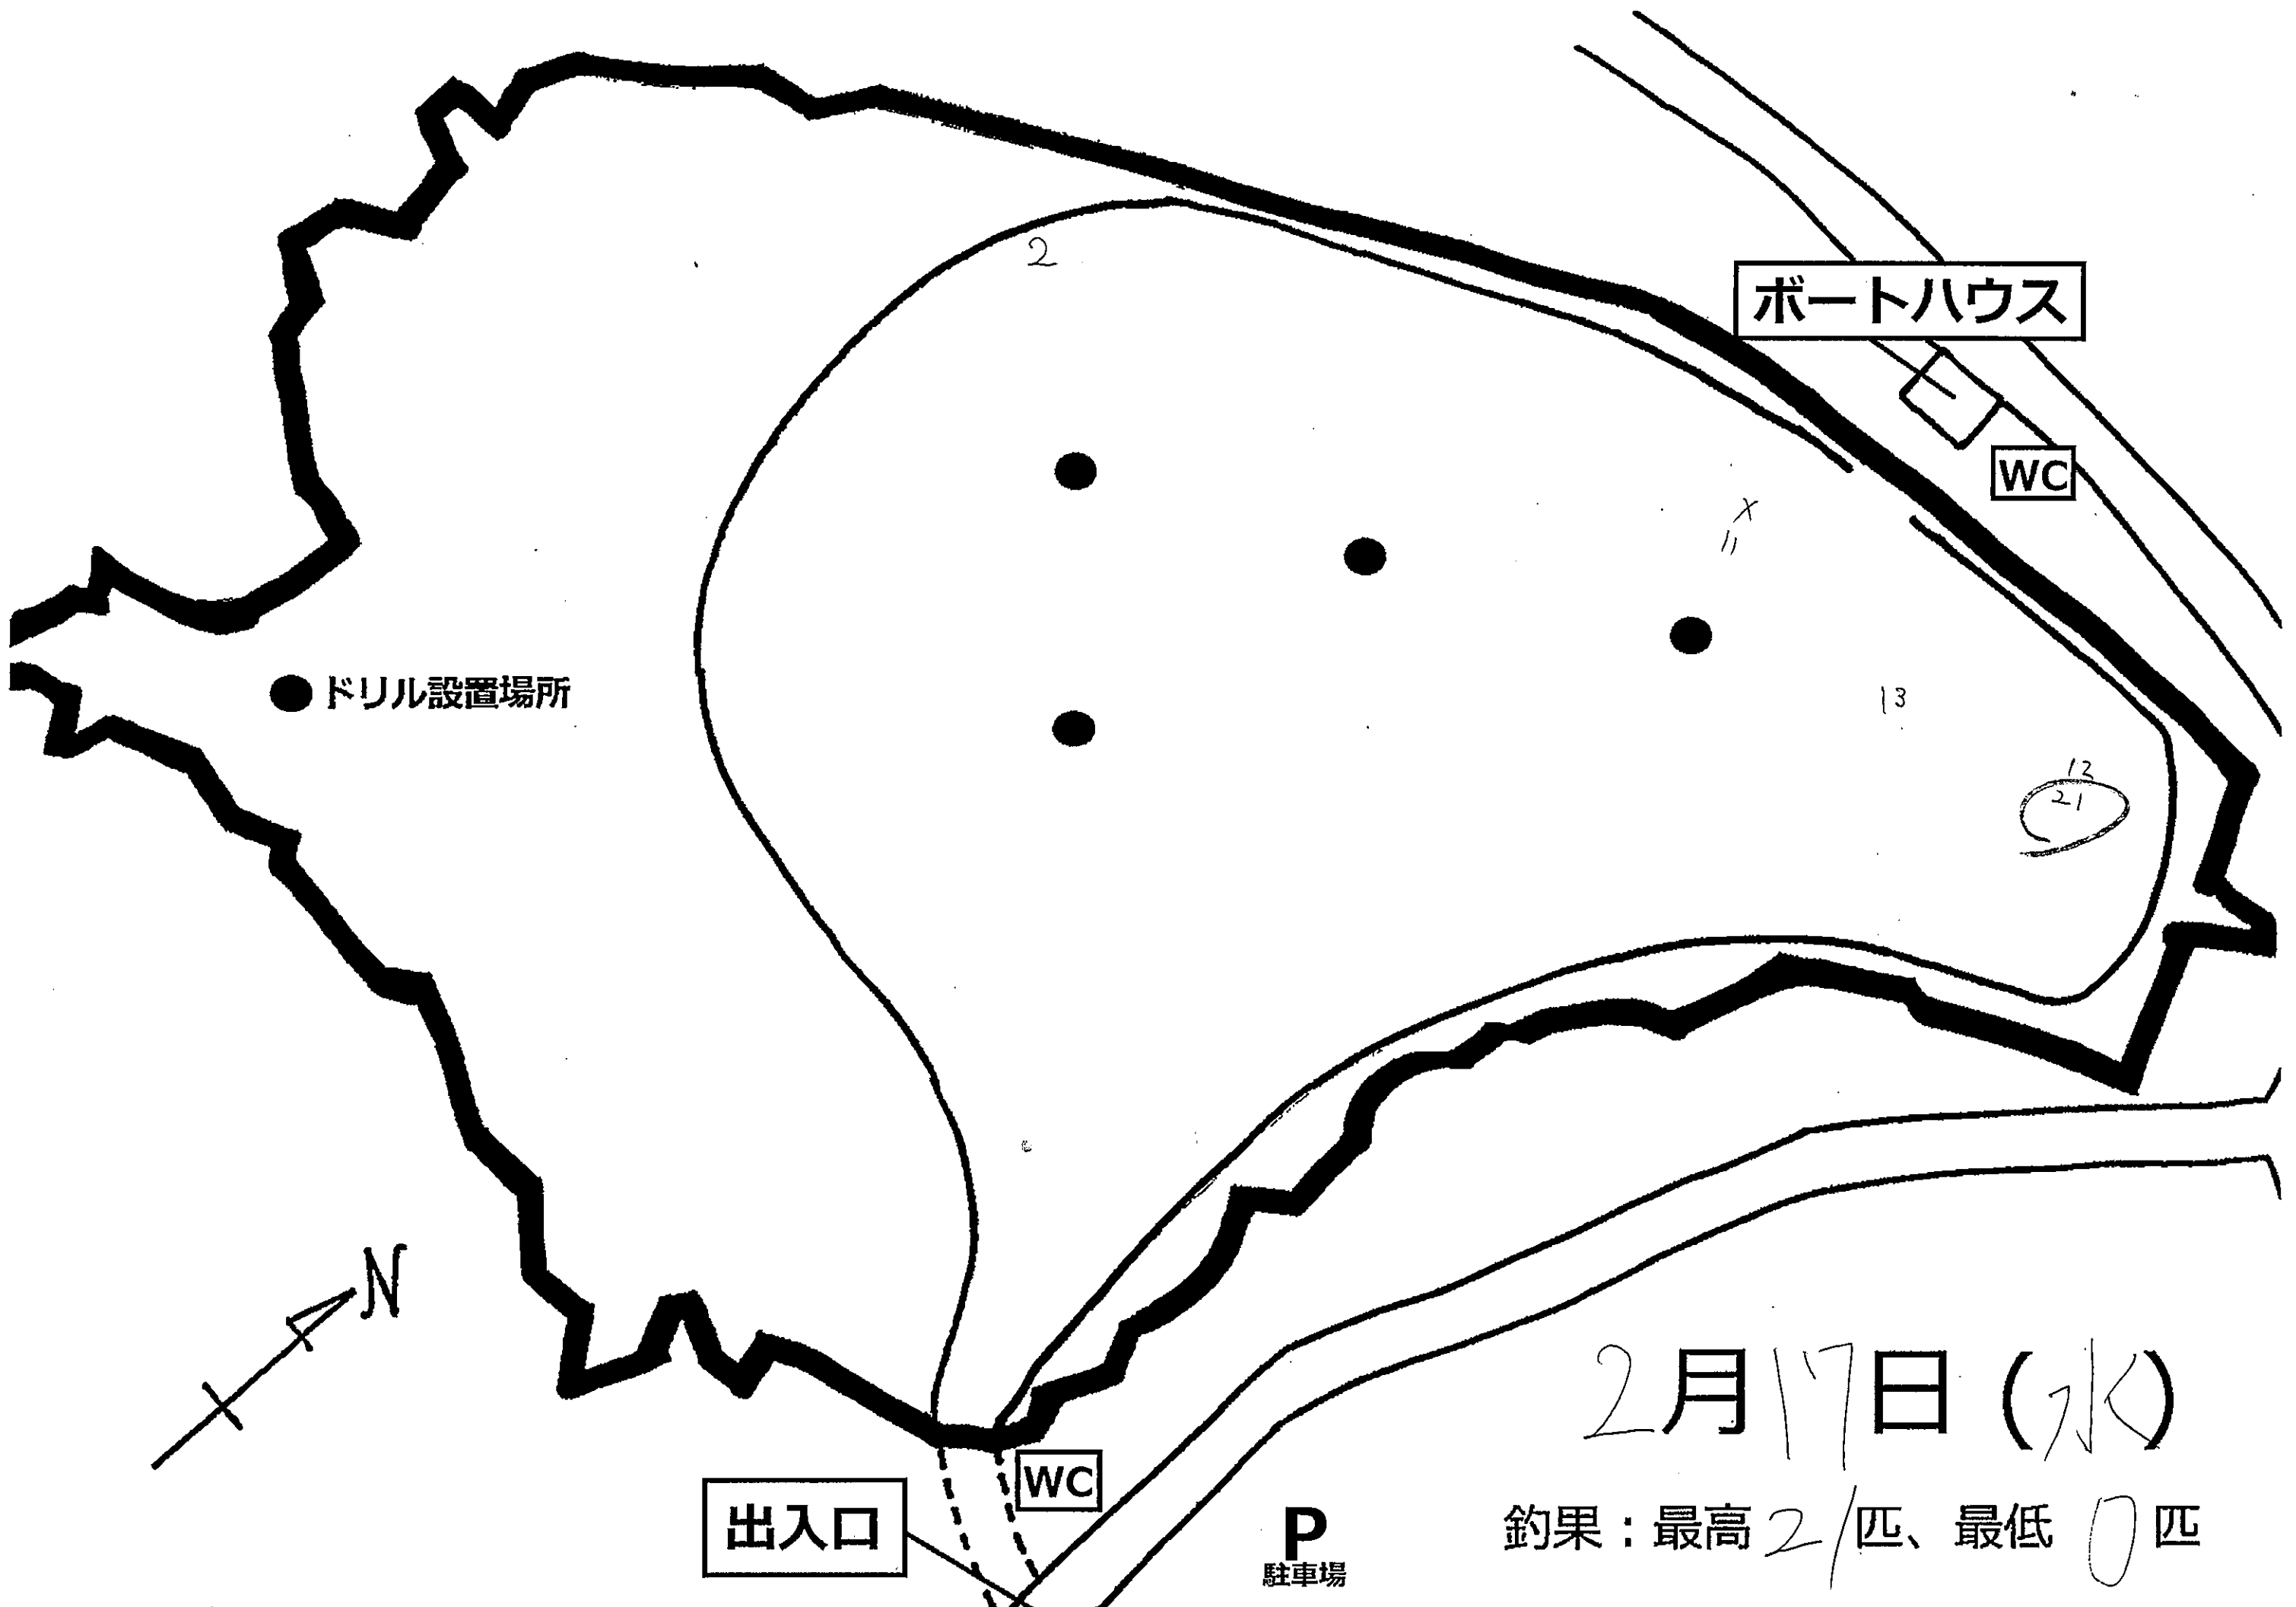 2
ボートハウス
WC
11
ドリル設置場所
13
12
21
N
2月17日(水)
WC
出入口
P
駐車場
釣果：最高21匹、最低0匹